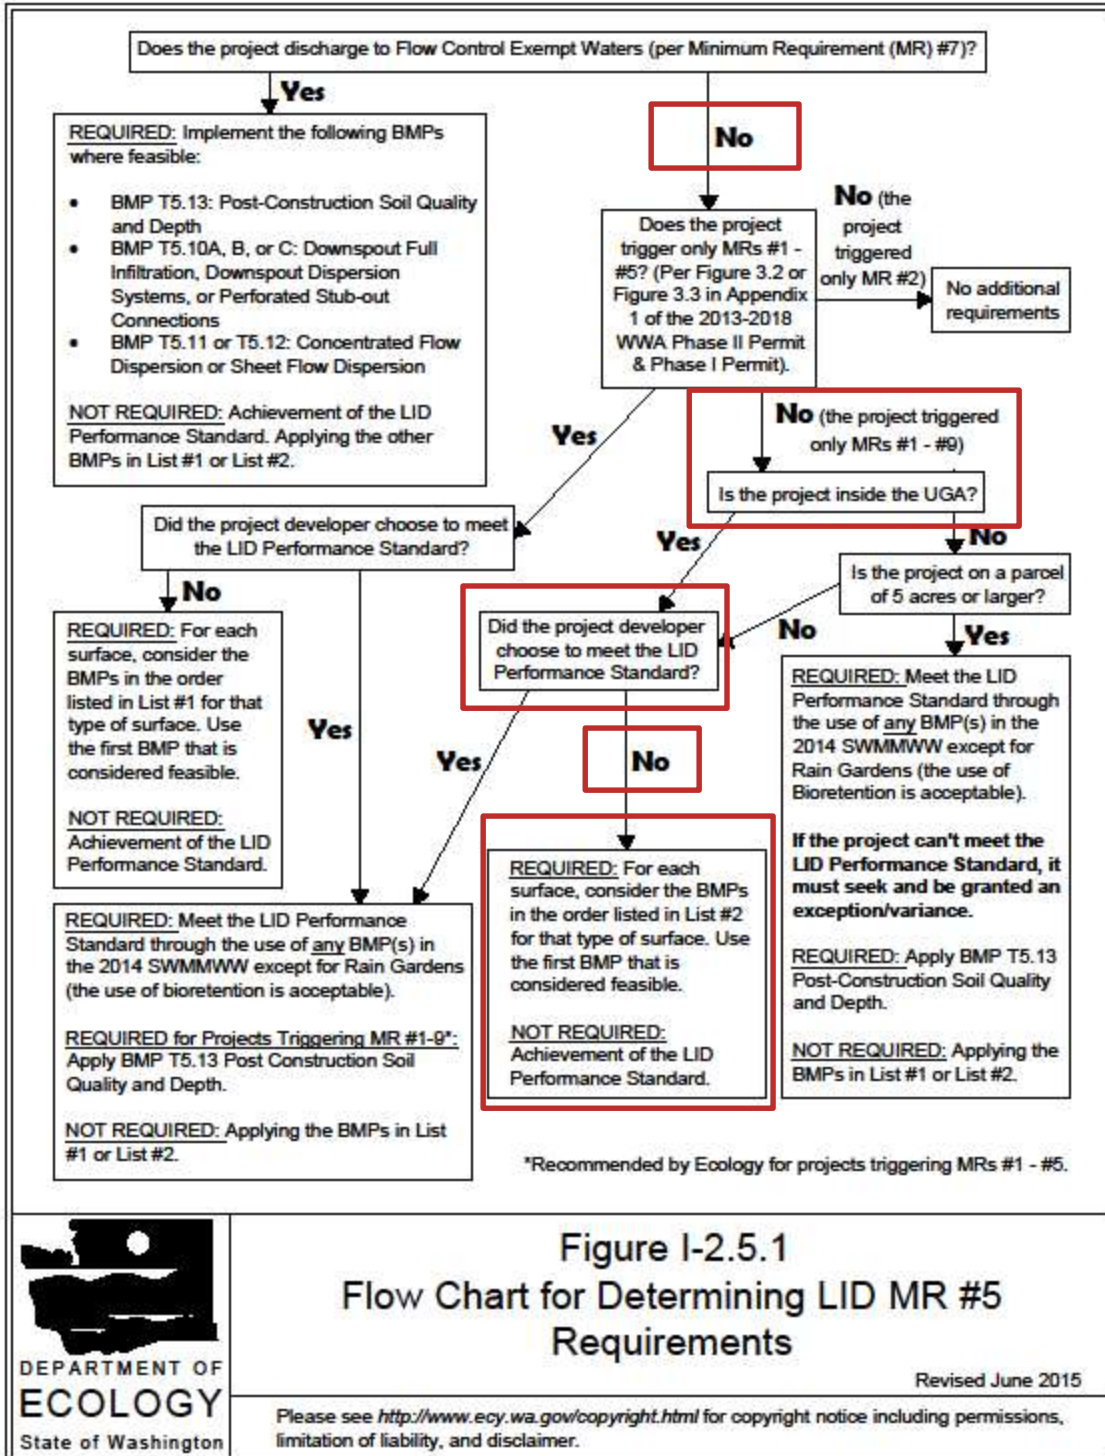 Does the project discharge to Flow Control Exempt Waters (per Minimum Requirement (MR) #7)?
Yes
No
REQUIRED: Implement the following BMPs
where feasible:
• BMP T5.13: Post-Construction Soil Quality
and Depth
• BMP T5.10A, B, or C: Downspout Full
Infiltration, Downspout Dispersion
Systems, or Perforated Stub-out
Connections
• BMP T5.11 or T5.12: Concentrated Flow
Dispersion or Sheet Flow Dispersion
NOT REQUIRED: Achievement of the LID
Performance Standard. Applying the other
BMPs in List #1 or List #2.
Does the project
trigger only MRs #1 -
#5? (Per Figure 3.2 or
Figure 3.3 in Appendix
1 of the 2013-2018
WWA Phase II Permit
& Phase I Permit).
No (the
project
triggered
only MR #2)
No additional
requirements
Yes
No (the project triggered
only MRs #1 - #9)
Is the project inside the UGA?
Yes
No
Did the project developer choose to meet
the LID Performance Standard?
No
Yes
Is the project on a parcel
of 5 acres or larger?
No
Yes
Did the project developer
choose to meet the LID
Performance Standard?
Yes
No
REQUIRED: For each
surface, consider the
BMPs in the order
listed in List #1 for that
type of surface. Use
the first BMP that is
considered feasible.
NOT REQUIRED:
Achievement of the LID
Performance Standard.
REQUIRED: Meet the LID
Performance Standard through
the use of any BMP(s) in the
2014 SWMMWW except for
Rain Gardens (the use of
Bioretention is acceptable).
If the project can't meet the
LID Performance Standard, it
must seek and be granted an
exception/variance.
REQUIRED: Apply BMP T5.13
Post-Construction Soil Quality
and Depth.
NOT REQUIRED: Applying the
BMPs in List #1 or List #2.
REQUIRED: For each
surface, consider the BMPs
in the order listed in List #2
for that type of surface. Use
the first BMP that is
considered feasible.
NOT REQUIRED:
Achievement of the LID
Performance Standard.
REQUIRED: Meet the LID Performance
Standard through the use of any BMP(s) in
the 2014 SWMMWW except for Rain Gardens
(the use of bioretention is acceptable).
REQUIRED for Projects Triggering MR #1-9*:
Apply BMP T5.13 Post Construction Soil
Quality and Depth.
NOT REQUIRED: Applying the BMPs in List
#1 or List #2.
*Recommended by Ecology for projects triggering MRs #1 - #5.
DEPARTMENT OF
ECOLOGY
State of Washington
Figure I-2.5.1
Flow Chart for Determining LID MR #5
Requirements
Revised June 2015
Please see http://www.ecy.wa.gov/copyright.html for copyright notice including permissions,
limitation of liability, and disclaimer.